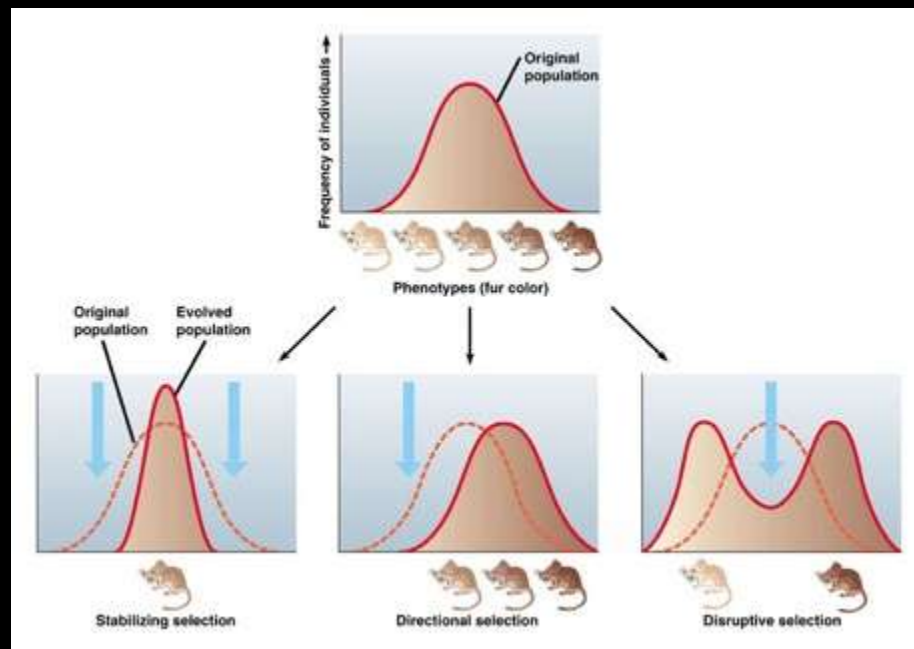 Frequency of individuals
Original
population
Phenotypes (fur color)
Original
population
Evolved
population
Stabilizing selection
Directional selection
Disruptive selection